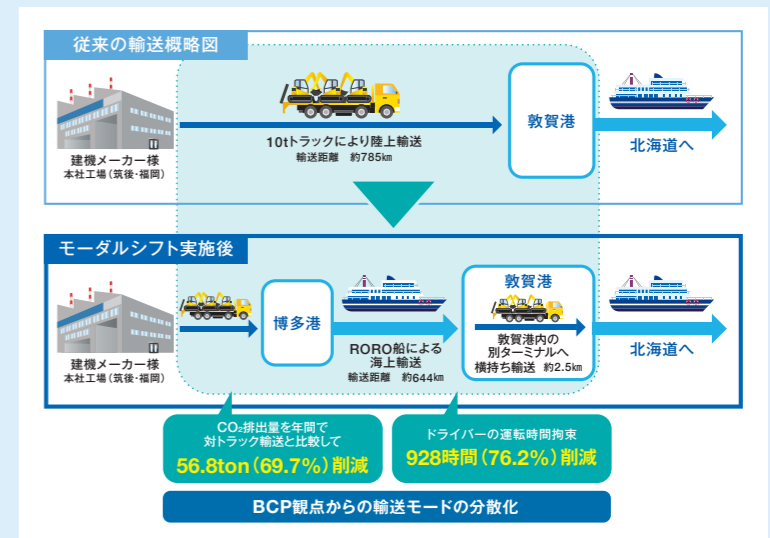 従来の輸送概略図
建機メーカー様
本社工場（筑後・福岡）
10tトラックにより陸上輸送
輸送距離 約785km
敦賀港
北海道へ
モーダルシフト実施後
建機メーカー様
本社工場（筑後・福岡）
博多港
RORO船による
海上輸送
輸送距離 約644km
敦賀港
敦賀港内の
別ターミナルへ
横持ち輸送 約2.5km
北海道へ
CO₂排出量を年間で
対トラック輸送と比較して
56.8ton（69.7%）削減
ドライバーの運転時間拘束
928時間（76.2%）削減
BCP観点からの輸送モードの分散化